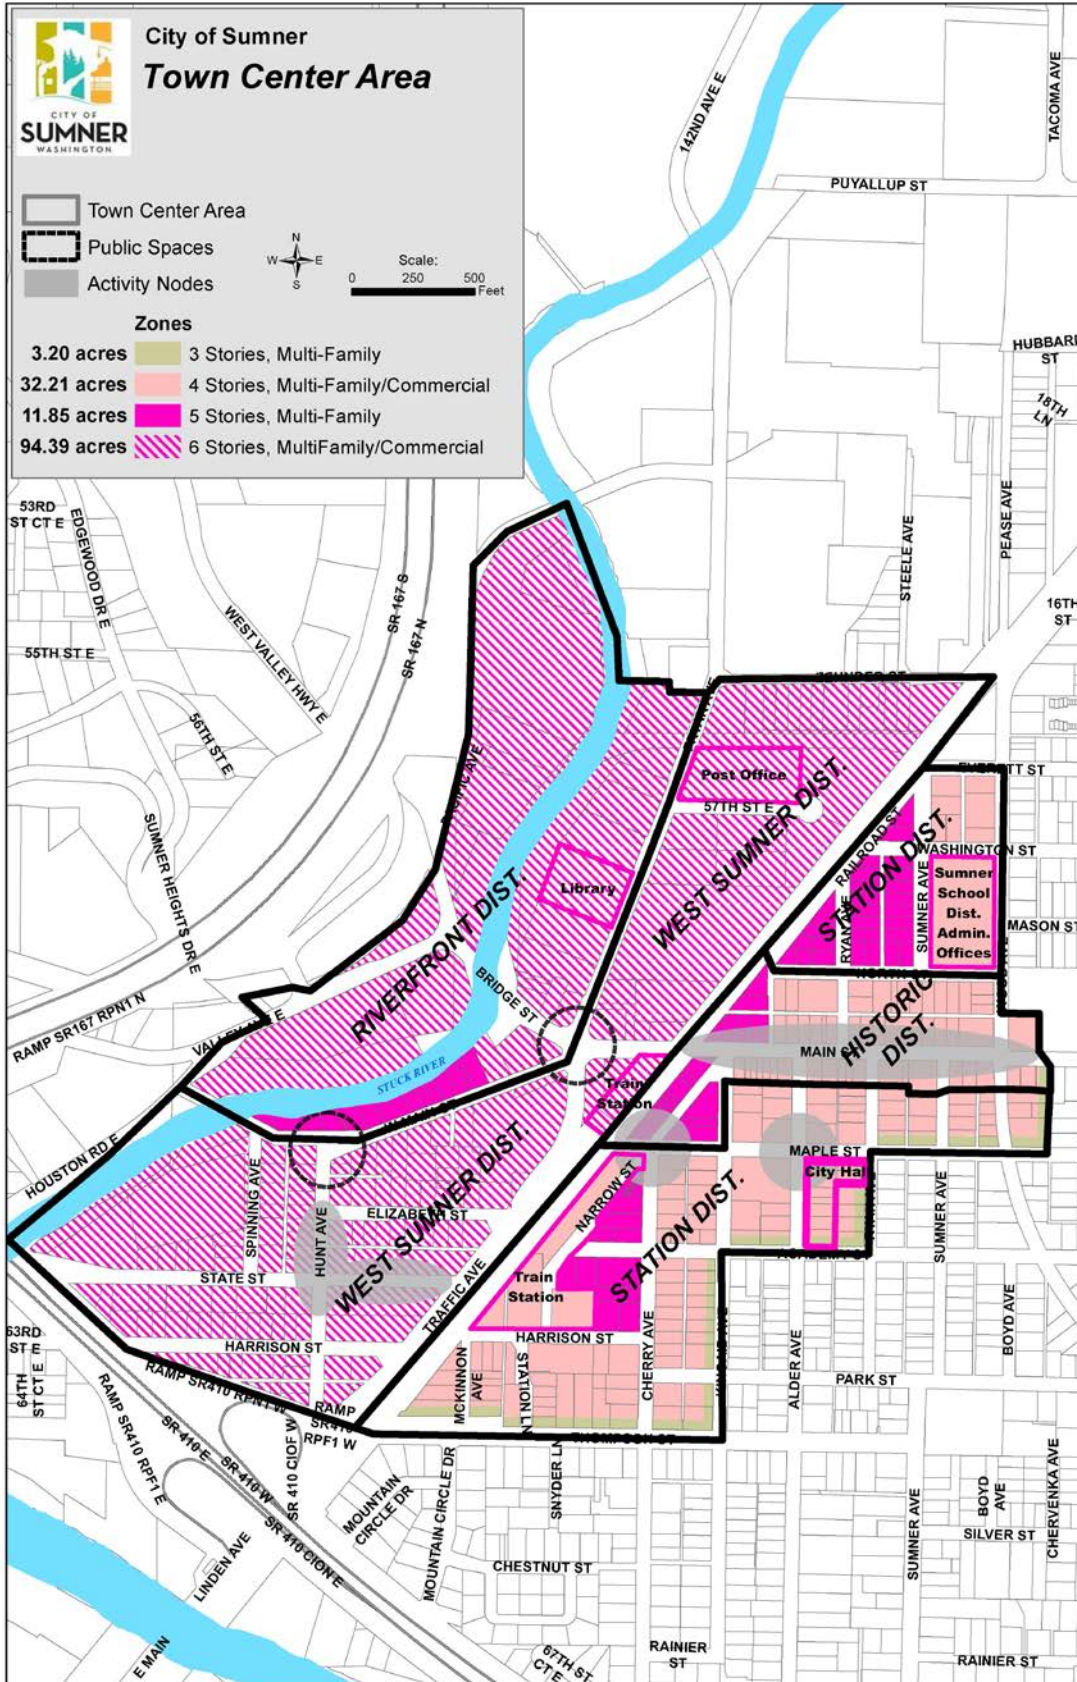 City of Sumner
Town Center Area
CITY OF
SUMNER
WASHINGTON
Town Center Area
Public Spaces
Activity Nodes
N
W
E
S
Scale:
0
250
500
Feet
Zones
3.20 acres
3 Stories, Multi-Family
32.21 acres
4 Stories, Multi-Family/Commercial
11.85 acres
5 Stories, Multi-Family
94.39 acres
6 Stories, MultiFamily/Commercial
142ND AVE E
TACOMA AVE
PUYALLUP ST
HUBBARD
ST
18TH
LN
PEASE AVE
STEELE AVE
16TH
ST
53RD
ST CT E
EDGEWOOD DR E
WEST VALLEY HWY E
SR 167 S
SR 167 N
55TH ST E
56TH ST E
SUMNER HEIGHTS DR E
RAMP SR167 RPN1 N
VALLEY AVE E
HOUSTON RD E
RIVERFRONT DIST.
Library
BRIDGE ST
STUCK RIVER
Post Office
57TH ST E
WEST SUMNER DIST.
EVERETT ST
RAILROAD ST
STATION DIST.
WASHINGTON ST
SUMNER AVE
Sumner
School
Dist.
Admin.
Offices
MASON ST
HISTORIC
DIST.
MAIN ST
Train
Station
MAPLE ST
City Hal
NARROW ST
STATION DIST.
SUMNER AVE
SPINNING AVE
HUNT AVE
ELIZABETH ST
WEST SUMNER DIST.
STATE ST
TRAFFIC AVE
Train
Station
HARRISON ST
HARRISON ST
MCKINNON
AVE
STATION LN
CHERRY AVE
ALDER AVE
PARK ST
BOYD AVE
THOMPSON ST
63RD
ST E
64TH
ST CT E
RAMP SR410 RPN1 W
RAMP
SR410
RPF1 W
RAMP SR410 RPF1 E
SR 410 E
SR 410 W
SR 410 CIOF W
SR 410 CION E
LINDEN AVE
E MAIN
MOUNTAIN
CIRCLE DR
MOUNTAIN CIRCLE DR
SNYDER LN
CHESTNUT ST
67TH ST
CT E
RAINIER
ST
SUMNER AVE
BOYD
AVE
SILVER ST
CHERVENKA AVE
RAINIER ST